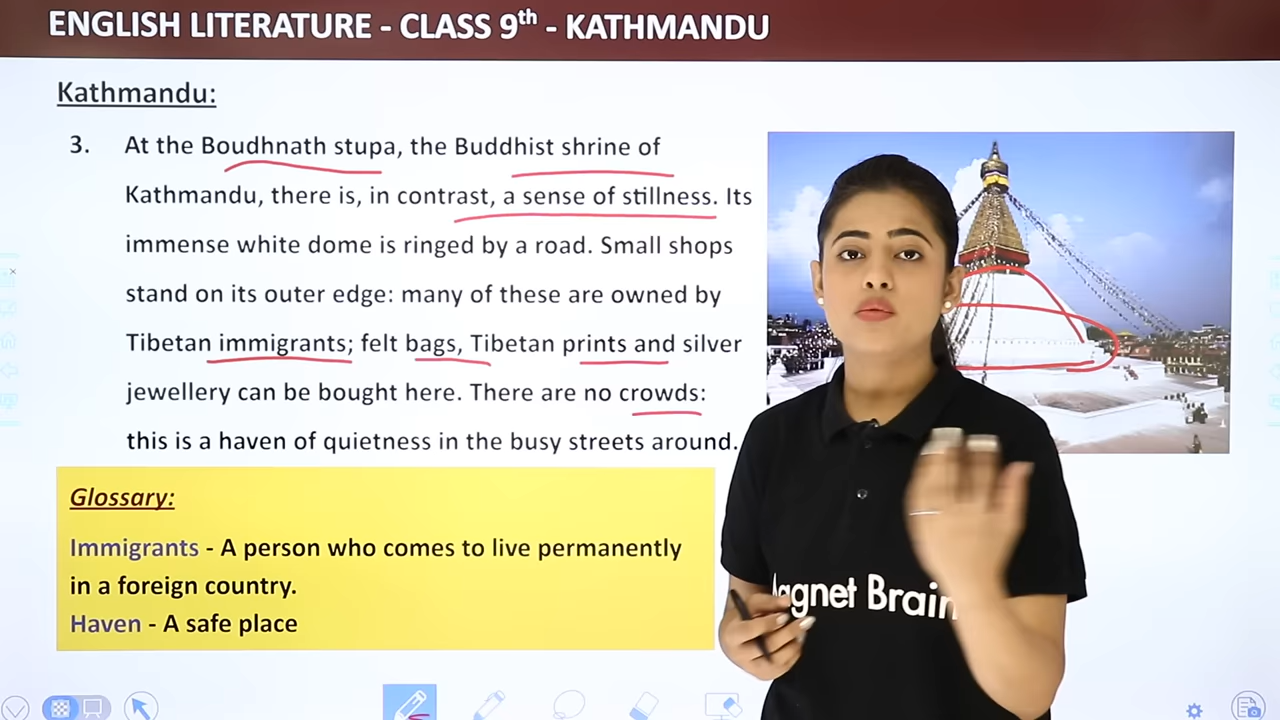 ENGLISH LITERATURE - CLASS 9th - KATHMANDU
Kathmandu:
3. At the Boudhnath stupa, the Buddhist shrine of
Kathmandu, there is, in contrast, a sense of stillness. Its
immense white dome is ringed by a road. Small shops
stand on its outer edge: many of these are owned by
Tibetan immigrants; felt bags, Tibetan prints and silver
jewellery can be bought here. There are no crowds:
this is a haven of quietness in the busy streets around.
Glossary:
Immigrants - A person who comes to live permanently
in a foreign country.
Haven - A safe place
agnet Brain